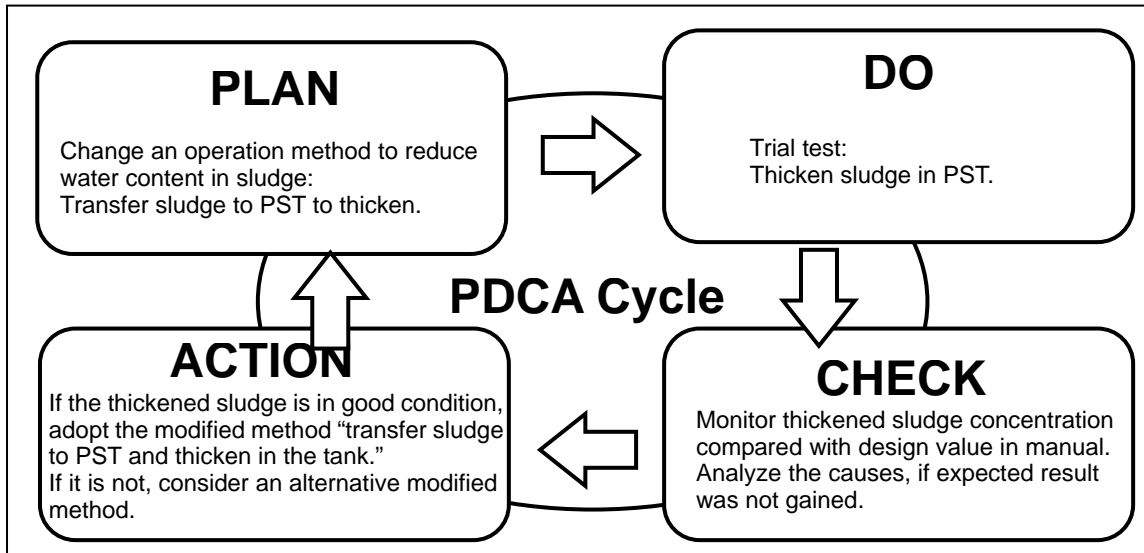 PLAN
Change an operation method to reduce
water content in sludge:
Transfer sludge to PST to thicken.
DO
Trial test:
Thicken sludge in PST.
PDCA Cycle
ACTION
If the thickened sludge is in good condition,
adopt the modified method “transfer sludge
to PST and thicken in the tank.”
If it is not, consider an alternative modified
method.
CHECK
Monitor thickened sludge concentration
compared with design value in manual.
Analyze the causes, if expected result
was not gained.